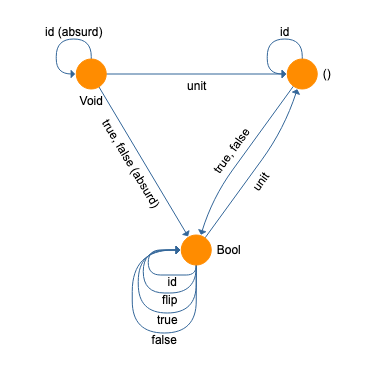 id (absurd)
id
Void
()
unit
true, false (absurd)
true, false
unit
Bool
id
flip
true
false